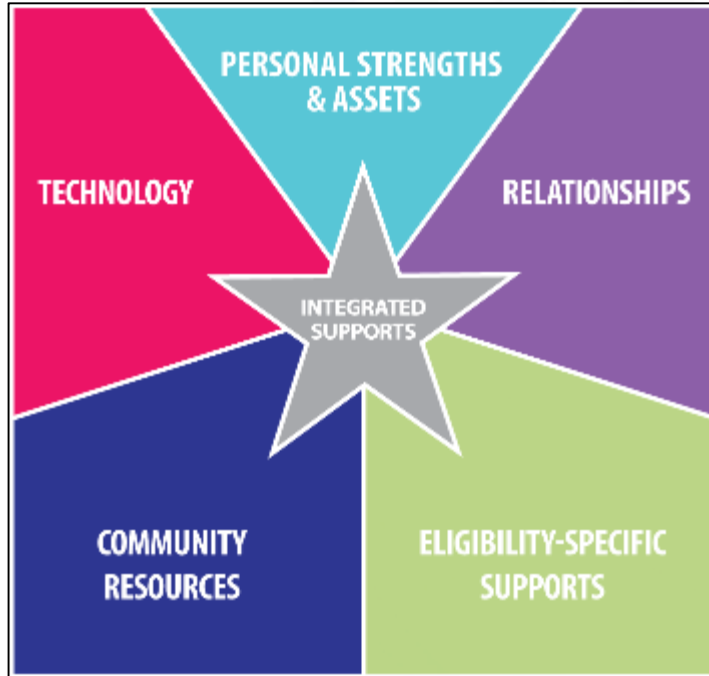 PERSONAL STRENGTHS
& ASSETS
TECHNOLOGY
RELATIONSHIPS
INTEGRATED
SUPPORTS
COMMUNITY
RESOURCES
ELIGIBILITY-SPECIFIC
SUPPORTS